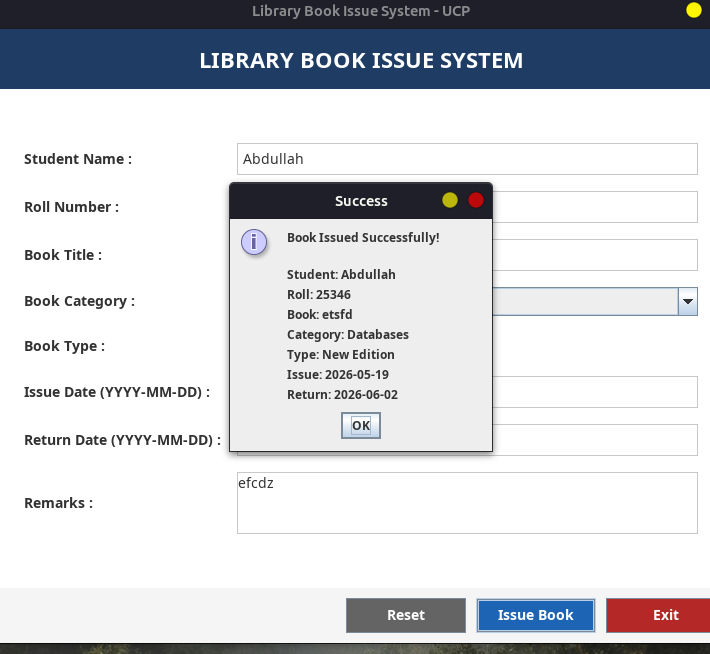 Library Book Issue System - UCP
LIBRARY BOOK ISSUE SYSTEM
Student Name :
Abdullah
Roll Number :
Book Title :
Book Category :
Book Type :
Issue Date (YYYY-MM-DD) :
Return Date (YYYY-MM-DD) :
Remarks :
efcdz
Success
i
Book Issued Successfully!
Student: Abdullah
Roll: 25346
Book: etsfd
Category: Databases
Type: New Edition
Issue: 2026-05-19
Return: 2026-06-02
OK
Reset
Issue Book
Exit